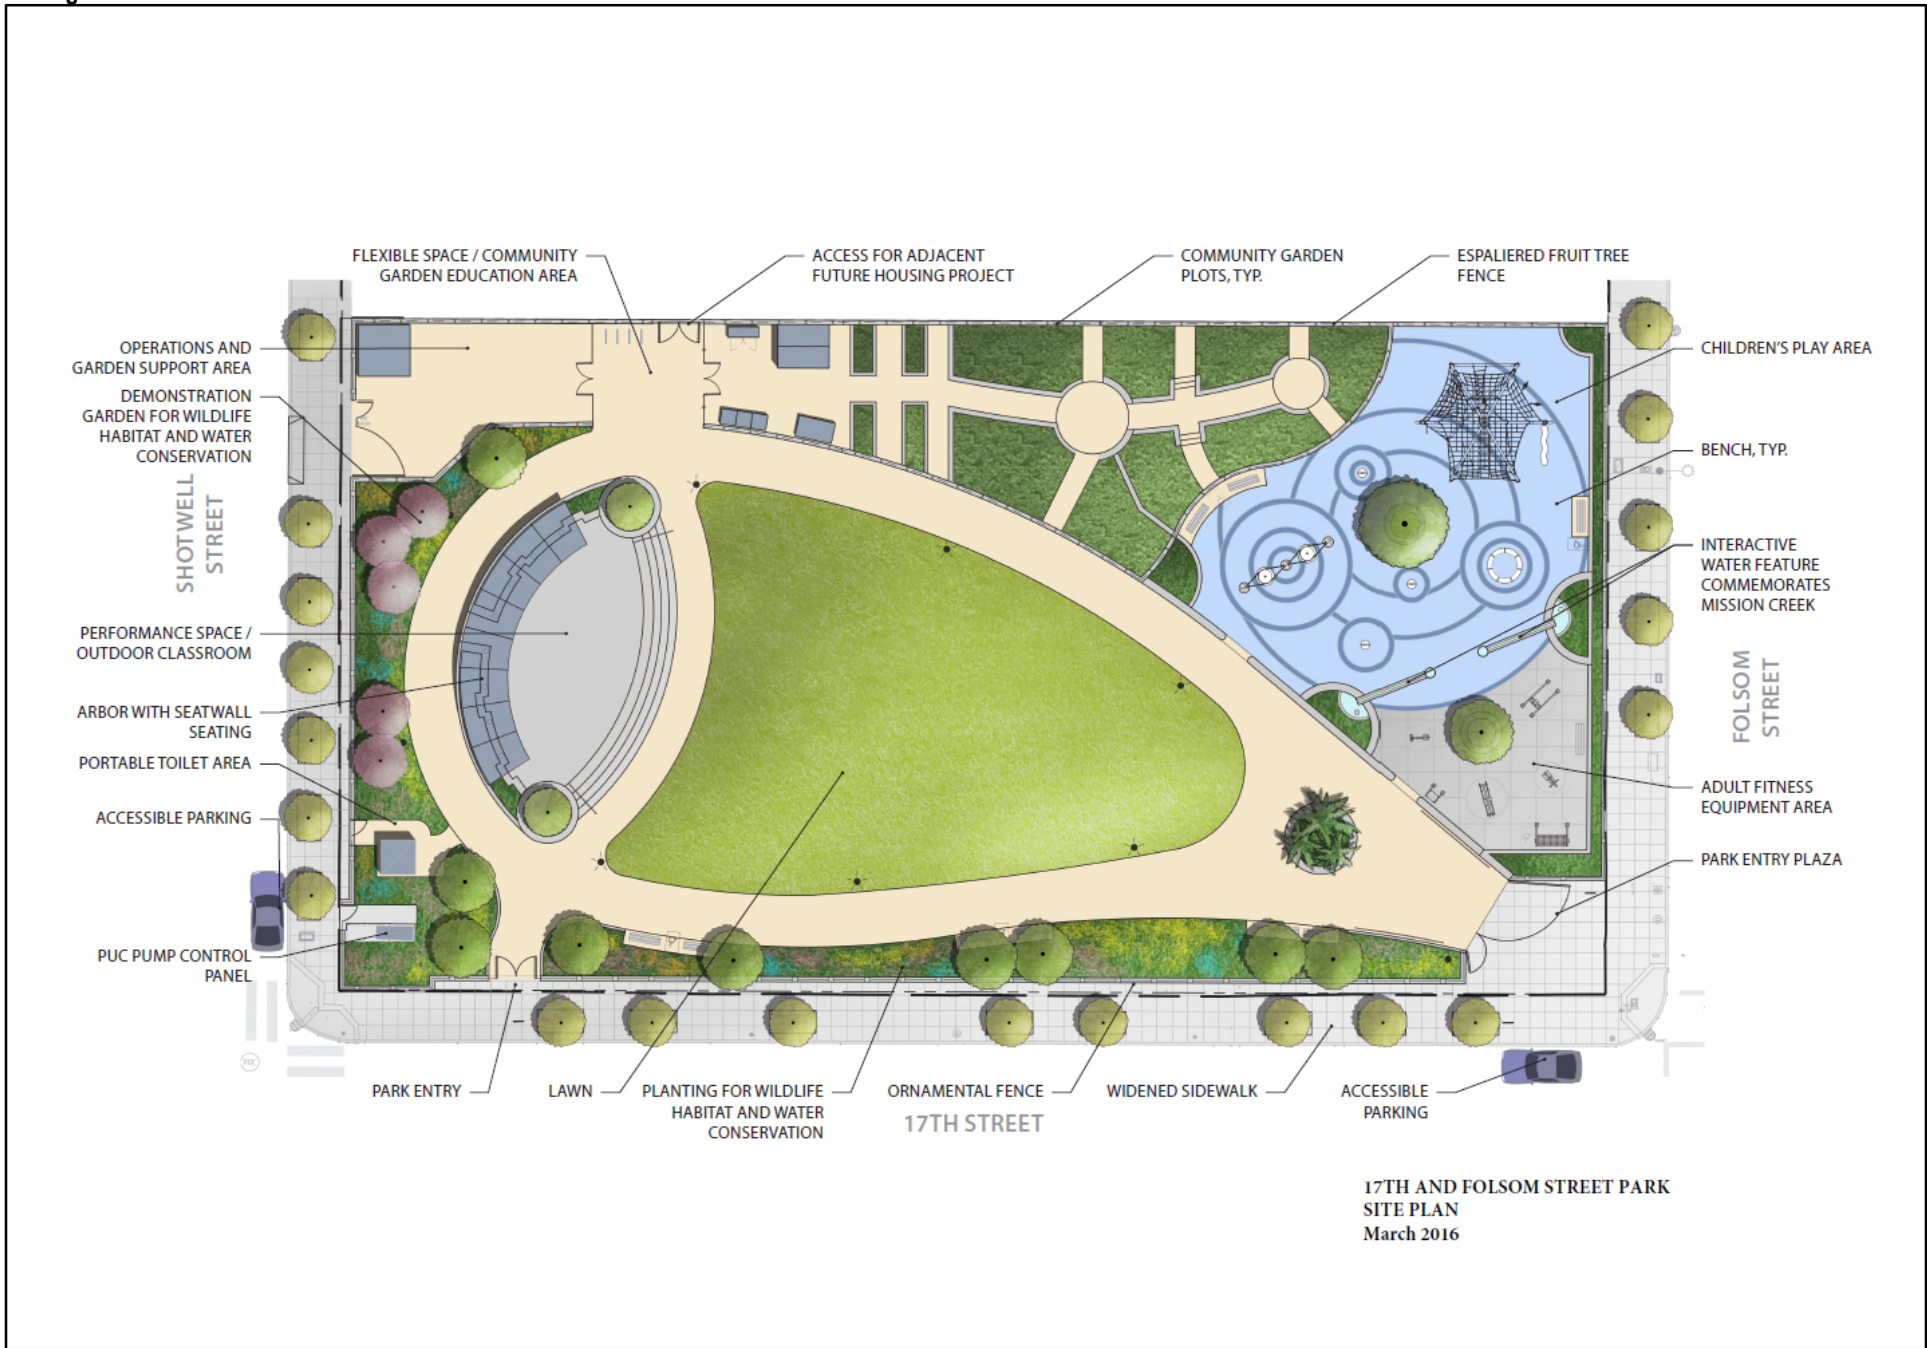 FLEXIBLE SPACE / COMMUNITY
GARDEN EDUCATION AREA
ACCESS FOR ADJACENT
FUTURE HOUSING PROJECT
COMMUNITY GARDEN
PLOTS, TYP.
ESPALIERED FRUIT TREE
FENCE
OPERATIONS AND
GARDEN SUPPORT AREA
DEMONSTRATION
GARDEN FOR WILDLIFE
HABITAT AND WATER
CONSERVATION
SHOTWELL
STREET
PERFORMANCE SPACE /
OUTDOOR CLASSROOM
ARBOR WITH SEATWALL
SEATING
PORTABLE TOILET AREA
ACCESSIBLE PARKING
PUC PUMP CONTROL
PANEL
CHILDREN'S PLAY AREA
BENCH, TYP.
INTERACTIVE
WATER FEATURE
COMMEMORATES
MISSION CREEK
FOLSOM
STREET
ADULT FITNESS
EQUIPMENT AREA
PARK ENTRY PLAZA
PARK ENTRY
LAWN
PLANTING FOR WILDLIFE
HABITAT AND WATER
CONSERVATION
ORNAMENTAL FENCE
WIDENED SIDEWALK
ACCESSIBLE
PARKING
17TH STREET
17TH AND FOLSOM STREET PARK
SITE PLAN
March 2016